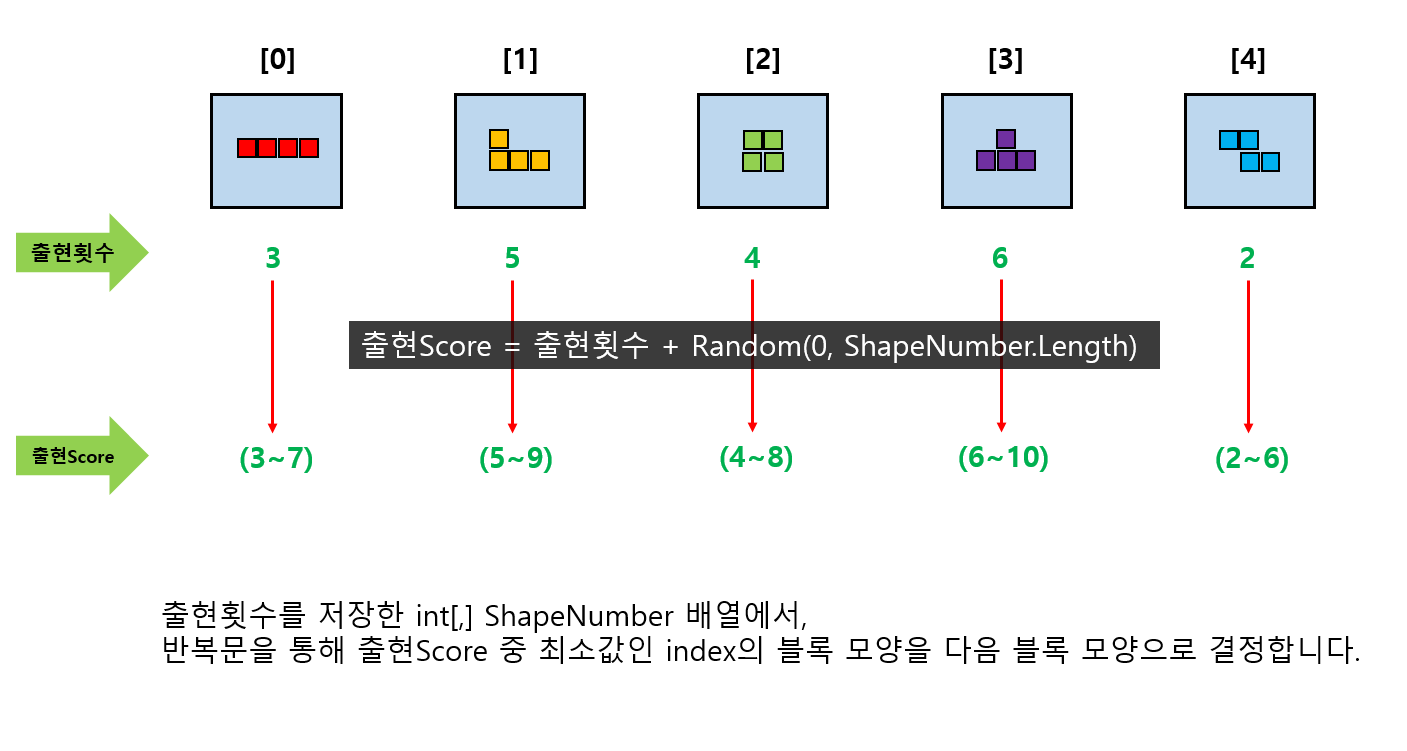 [0] [1] [2] [3] [4]
출현횟수 3 5 4 6 2
출현Score = 출현횟수 + Random(0, ShapeNumber.Length)
출현Score (3~7) (5~9) (4~8) (6~10) (2~6)
출현횟수를 저장한 int[,] ShapeNumber 배열에서,
반복문을 통해 출현Score 중 최소값인 index의 블록 모양을 다음 블록 모양으로 결정합니다.